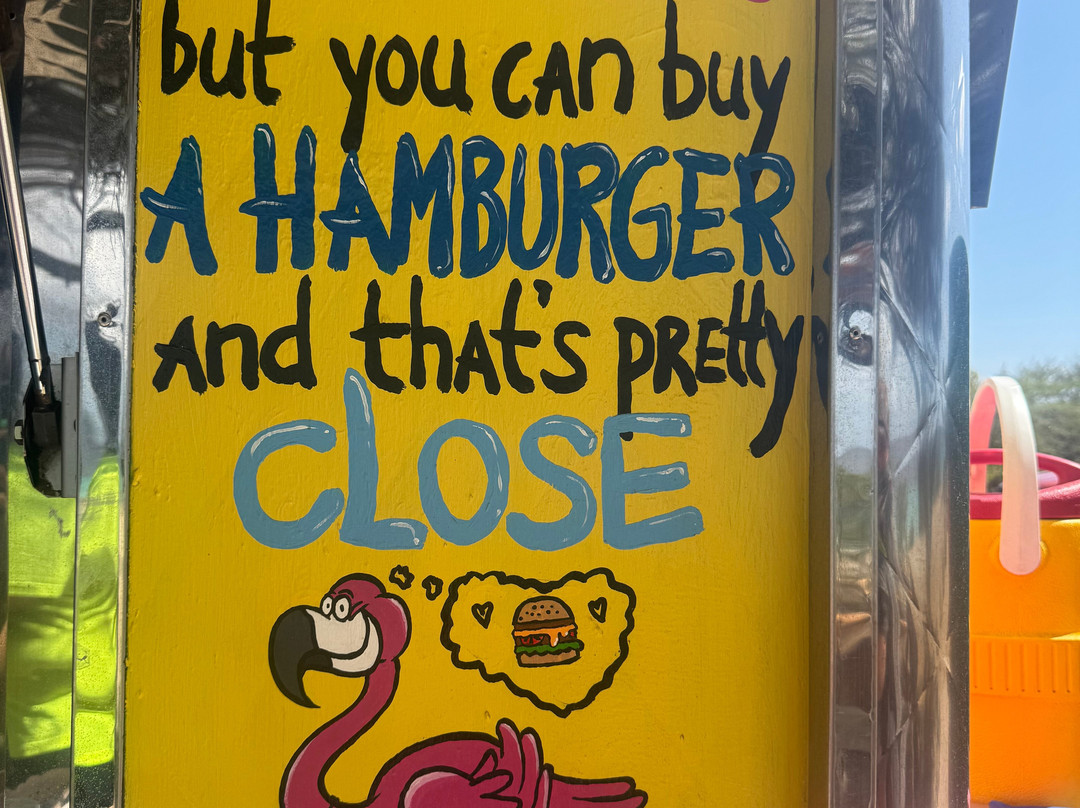 but you can buy
A HAMBURGER
and that's pretty
CLOSE